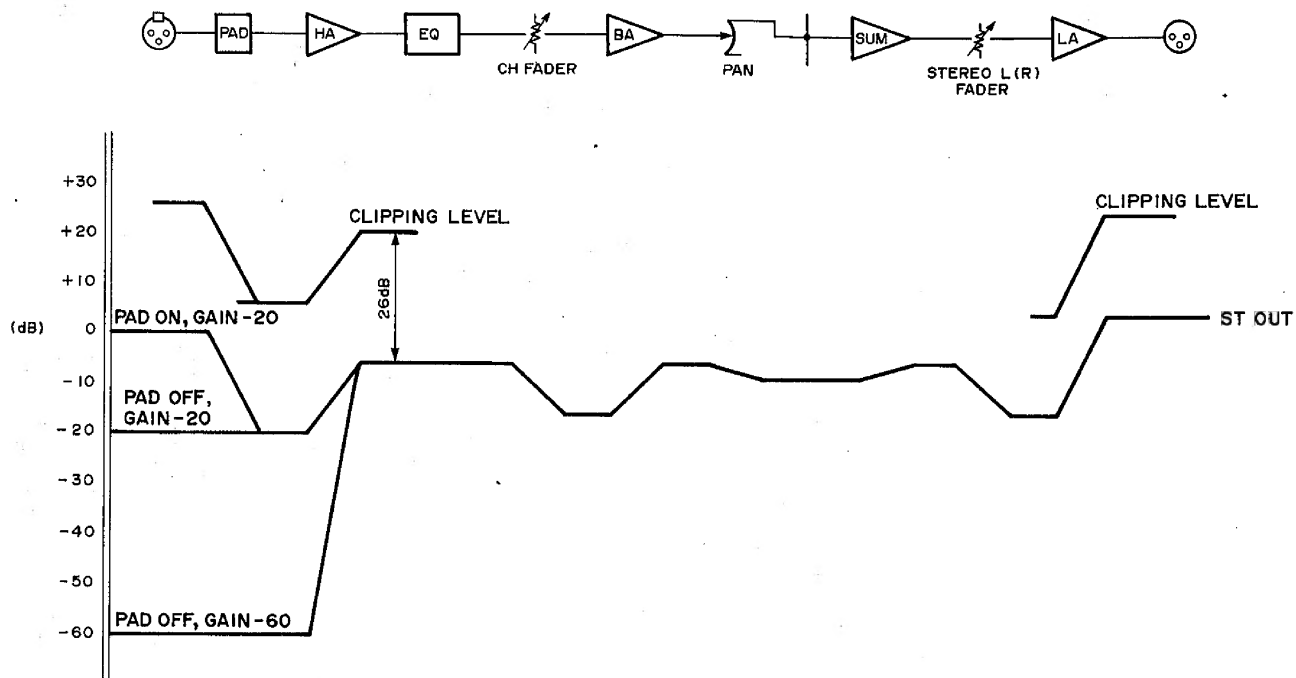 PAD
HA
EQ
CH FADER
BA
PAN
SUM
STEREO L(R)
FADER
LA
+30
+20
+10
(dB)
0
-10
-20
-30
-40
-50
-60
CLIPPING LEVEL
26dB
PAD ON, GAIN-20
PAD OFF,
GAIN-20
PAD OFF, GAIN-60
CLIPPING LEVEL
ST OUT